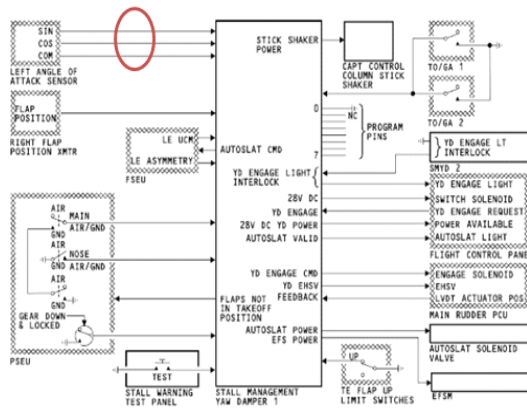 SIN
COS
COM
LEFT ANGLE OF
ATTACK SENSOR
FLAP
POSITION
RIGHT FLAP
POSITION XMTR
LE UCM
LE ASYMMETRY
FSEU
AUTOSLAT CMD
AIR
MAIN
AIR/GND
GND
AIR
NOSE
AIR/GND
GND
AIR
GND
GEAR DOWN
& LOCKED
PSEU
TEST
STALL WARNING
TEST PANEL
STICK SHAKER
POWER
0
7
YD ENGAGE LIGHT
INTERLOCK
28V DC
YD ENGAGE
28V DC YD POWER
AUTOSLAT VALID
YD ENGAGE CMD
YD EHSV
FEEDBACK
FLAPS NOT
IN TAKEOFF
POSITION
AUTOSLAT POWER
EFS POWER
STALL MANAGEMENT
YAW DAMPER 1
CAPT CONTROL
COLUMN STICK
SHAKER
NC
PROGRAM
PINS
TO/GA 1
TO/GA 2
YD ENGAGE LT
INTERLOCK
SMYD 2
YD ENGAGE LIGHT
SWITCH SOLENOID
YD ENGAGE REQUEST
POWER AVAILABLE
AUTOSLAT LIGHT
FLIGHT CONTROL PANE
ENGAGE SOLENOID
EHSV
LVDT ACTUATOR POS
MAIN RUDDER PCU
AUTOSLAT SOLENOID
VALVE
UP
TE FLAP UP
LIMIT SWITCHES
EFSM